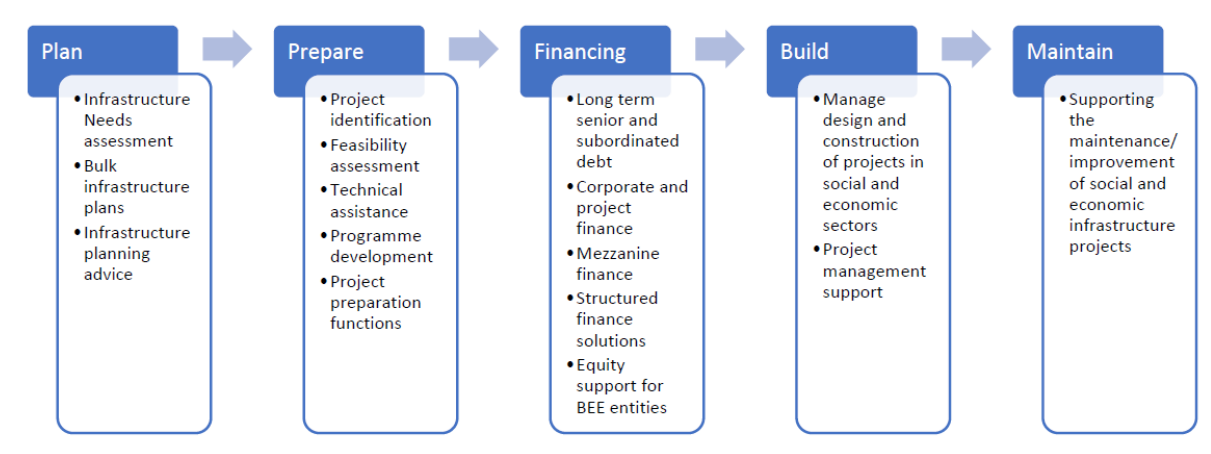 Plan
• Infrastructure
Needs
assessment
• Bulk
infrastructure
plans
• Infrastructure
planning
advice
Prepare
• Project
identification
• Feasibility
assessment
• Technical
assistance
• Programme
development
• Project
preparation
functions
Financing
• Long term
senior and
subordinated
debt
• Corporate and
project
finance
• Mezzanine
finance
• Structured
finance
solutions
• Equity
support for
BEE entities
Build
• Manage
design and
construction
of projects in
social and
economic
sectors
• Project
management
support
Maintain
• Supporting
the
maintenance/
improvement
of social and
economic
infrastructure
projects